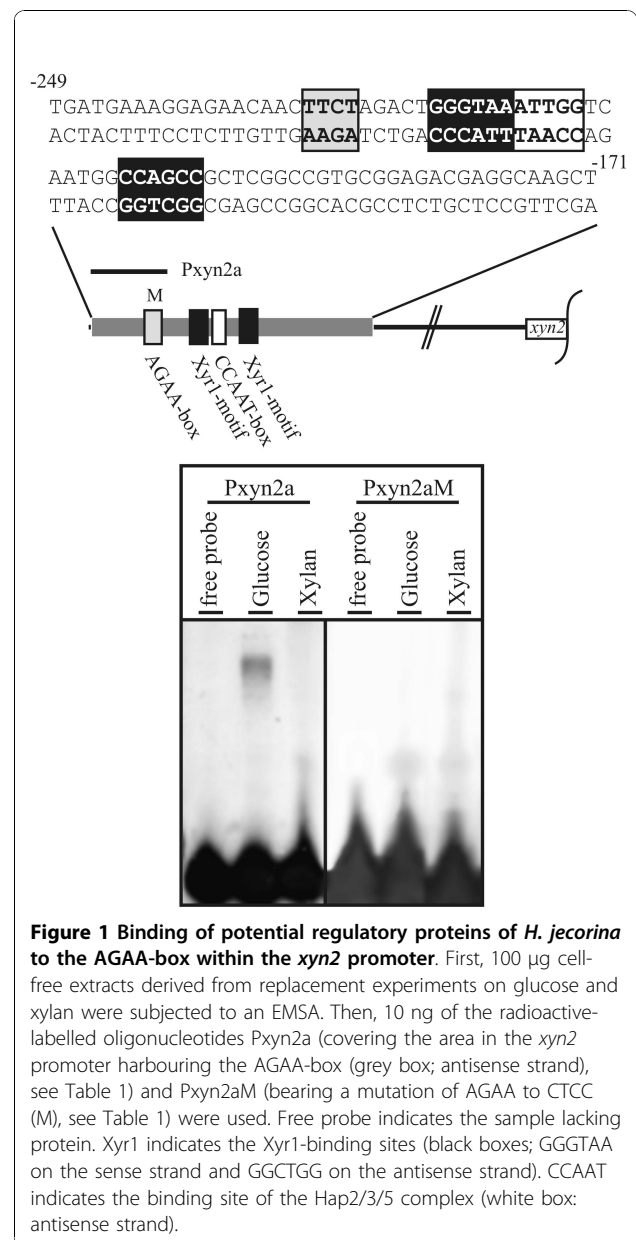 -249
TGATGAAAGGAGAACAACTTCTAGACTGGGTAAATTGGTC
ACTACTTTCCTCTTGTTGAAGATCTGACCCATTTAACCAG
-171
AATGGCCAGCCGCTCGGCCGTGCGGAGACGAGGCAAGCT
TTACCGGTCGGCGAGCCGGCACGCCTCTGCTCCGTTCGA
Pxyn2a
M
xyn2
AGAA-box
Xyr1-motif
CCAAT-box
Xyr1-motif
Pxyn2a Pxyn2aM
free probe Glucose Xylan free probe Glucose Xylan
Figure 1 Binding of potential regulatory proteins of H. jecorina
to the AGAA-box within the xyn2 promoter. First, 100 µg cell-
free extracts derived from replacement experiments on glucose and
xylan were subjected to an EMSA. Then, 10 ng of the radioactive-
labelled oligonucleotides Pxyn2a (covering the area in the xyn2
promoter harbouring the AGAA-box (grey box; antisense strand),
see Table 1) and Pxyn2aM (bearing a mutation of AGAA to CTCC
(M), see Table 1) were used. Free probe indicates the sample lacking
protein. Xyr1 indicates the Xyr1-binding sites (black boxes; GGGTAA
on the sense strand and GGCTGG on the antisense strand). CCAAT
indicates the binding site of the Hap2/3/5 complex (white box:
antisense strand).